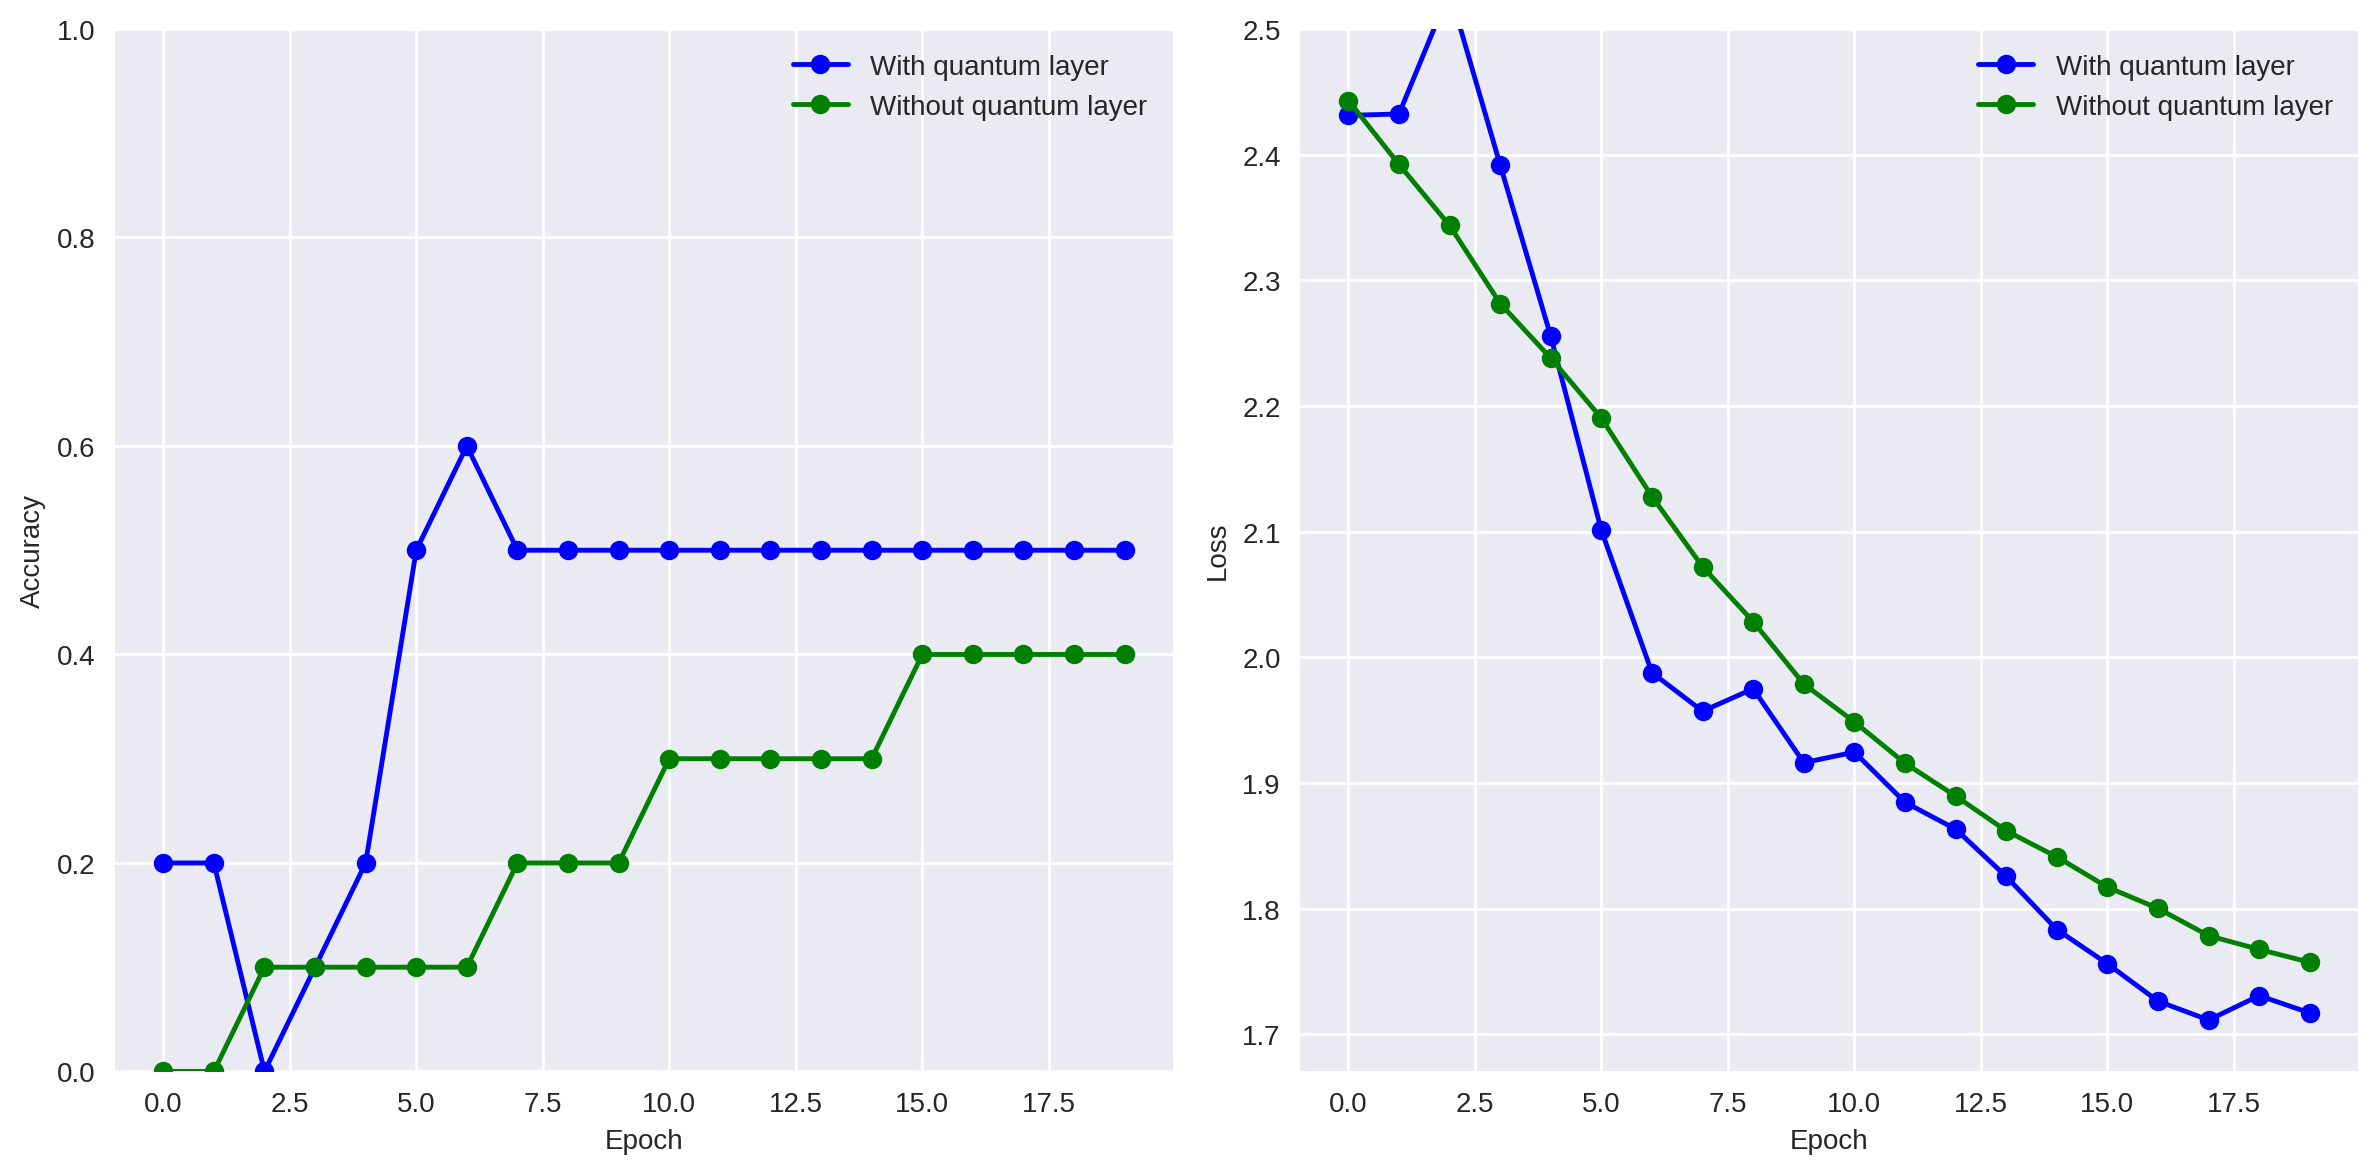 1.0
0.8
0.6
0.4
0.2
0.0
Accuracy
With quantum layer
Without quantum layer
0.0 2.5 5.0 7.5 10.0 12.5 15.0 17.5
Epoch
2.5
2.4
2.3
2.2
2.1
2.0
1.9
1.8
1.7
Loss
With quantum layer
Without quantum layer
0.0 2.5 5.0 7.5 10.0 12.5 15.0 17.5
Epoch